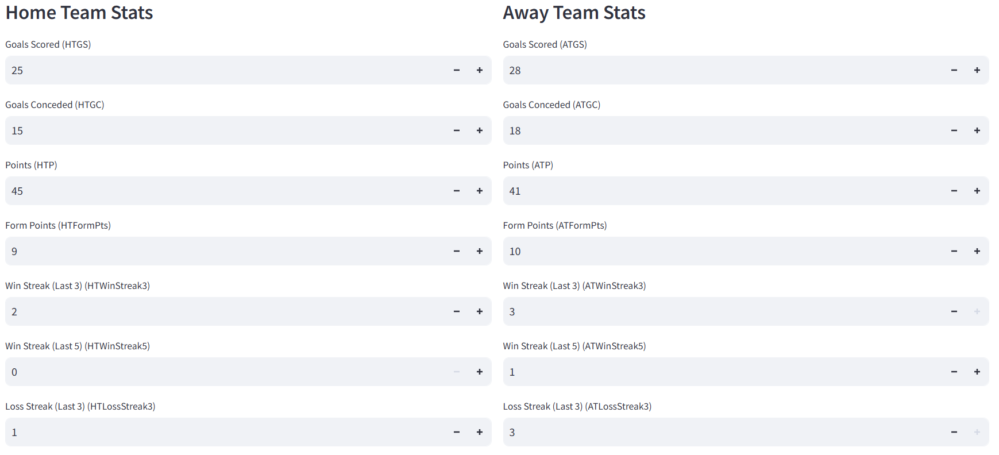 Home Team Stats
Goals Scored (HTGS)
25
Goals Conceded (HTGC)
15
Points (HTP)
45
Form Points (HTFormPts)
9
Win Streak (Last 3) (HTWinStreak3)
2
Win Streak (Last 5) (HTWinStreak5)
0
Loss Streak (Last 3) (HTLossStreak3)
1
Away Team Stats
Goals Scored (ATGS)
28
Goals Conceded (ATGC)
18
Points (ATP)
41
Form Points (ATFormPts)
10
Win Streak (Last 3) (ATWinStreak3)
3
Win Streak (Last 5) (ATWinStreak5)
1
Loss Streak (Last 3) (ATLossStreak3)
3